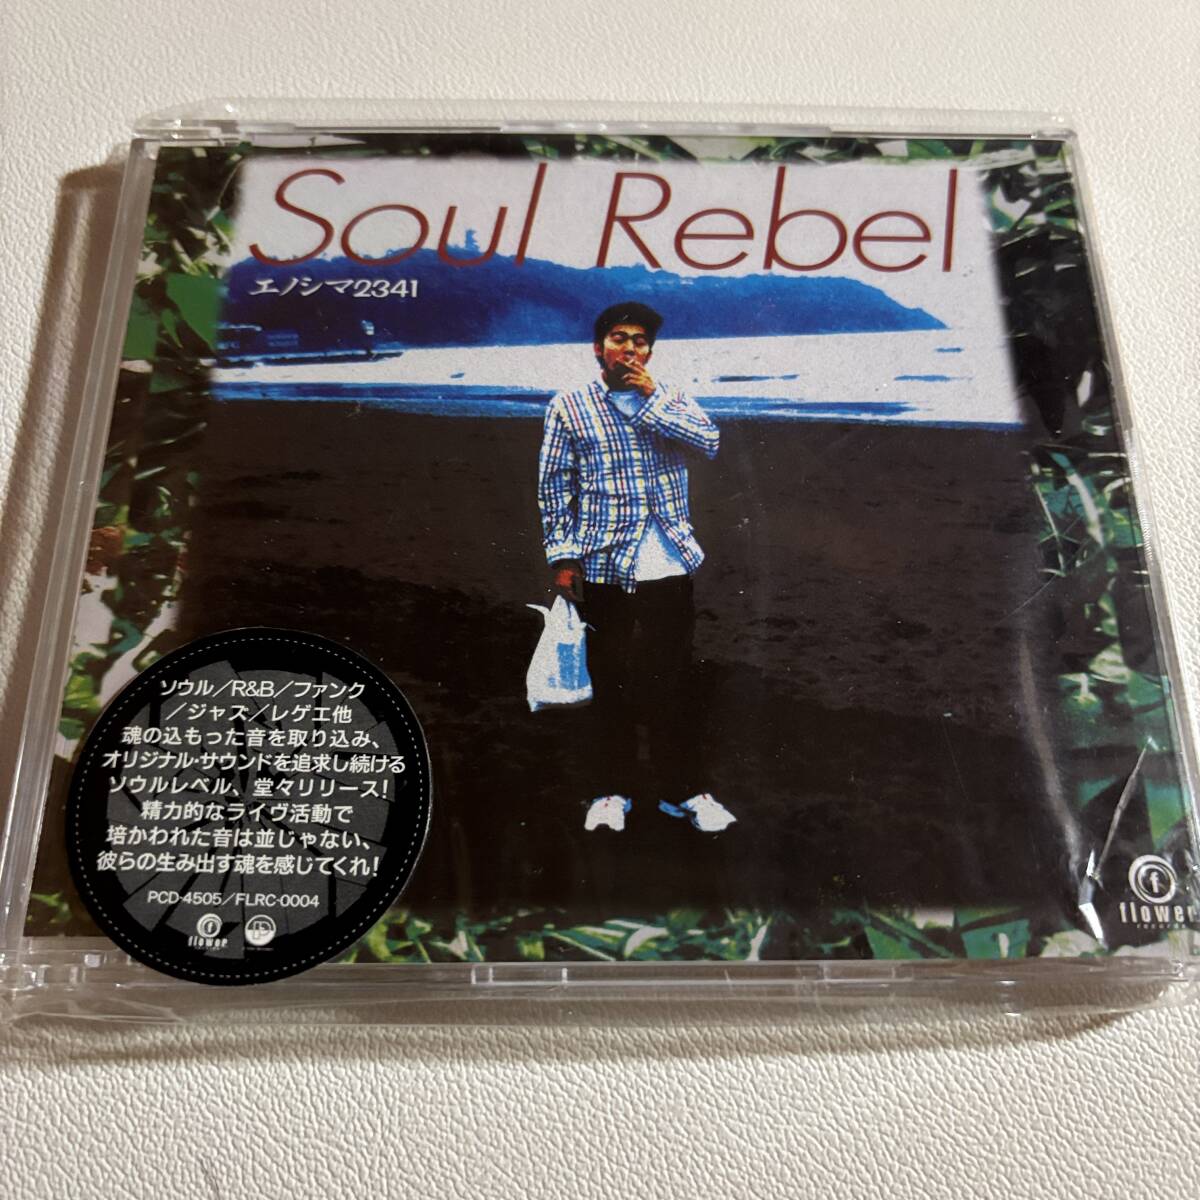 Soul Rebel
エノシマ2341
ソウル／R&B／ファンク
／ジャズ／レゲエ他
魂の込もった音を取り込み、
オリジナル・サウンドを追求し続ける
ソウルレベル、堂々リリース！
精力的なライヴ活動で
培かわれた音は並じゃない、
彼らの生み出す魂を感じてくれ！
PCD-4505／FLRC-0004
f
flower
P
f
flower
records